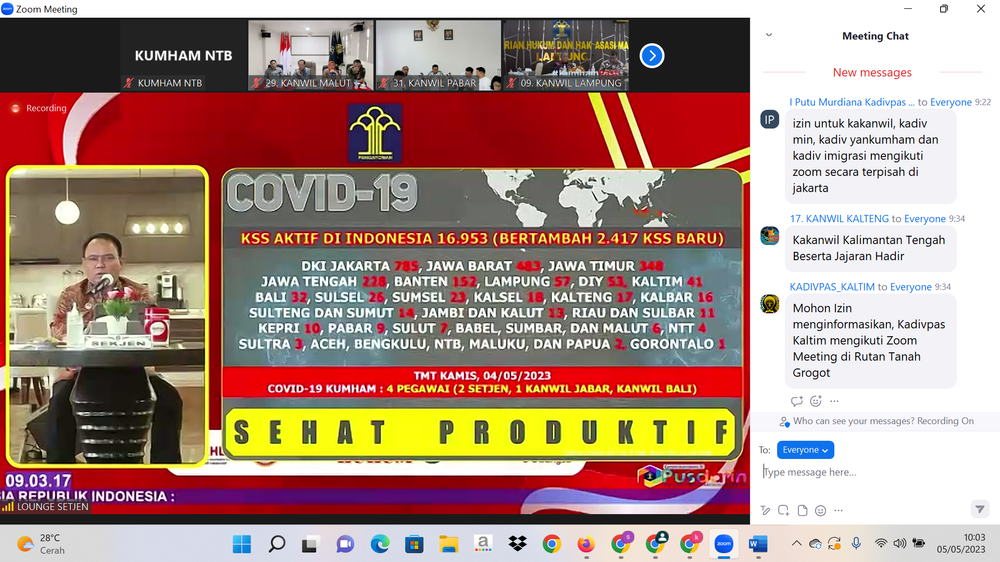 Zoom Meeting
KUMHAM NTB
KUMHAM NTB
29. KANWIL MALUT
31. KANWIL PABAR
RIAN HUKUM DAN HAK ASASI MA
09. KANWIL LAMPUNG
Recording
PENGAYOMAN
COVID-19
KSS AKTIF DI INDONESIA 16.953 (BERTAMBAH 2.417 KSS BARU)
DKI JAKARTA 785, JAWA BARAT 483, JAWA TIMUR 348
JAWA TENGAH 228, BANTEN 152, LAMPUNG 57, DIY 53, KALTIM 41
BALI 32, SULSEL 26, SUMSEL 23, KALSEL 18, KALTENG 17, KALBAR 16
SULTENG DAN SUMUT 14, JAMBI DAN KALUT 13, RIAU DAN SULBAR 11
KEPRI 10, PABAR 9, SULUT 7, BABEL, SUMBAR, DAN MALUT 6, NTT 4
SULTRA 3, ACEH, BENGKULU, NTB, MALUKU, DAN PAPUA 2, GORONTALO 1
TMT KAMIS, 04/05/2023
COVID-19 KUMHAM : 4 PEGAWAI (2 SETJEN, 1 KANWIL JABAR, KANWIL BALI)
SEHAT PRODUKTIF
SEKJEN
Pusdatin
09.03.17
SIA REPUBLIK INDONESIA :
LOUNGE SETJEN
Meeting Chat
New messages
I Putu Murdiana Kadivpas ... to Everyone 9:22
IP
izin untuk kakanwil, kadiv
min, kadiv yankumham dan
kadiv imigrasi mengikuti
zoom secara terpisah di
jakarta
17. KANWIL KALTENG to Everyone 9:34
Kakanwil Kalimantan Tengah
Beserta Jajaran Hadir
KADIVPAS_KALTIM to Everyone 9:34
Mohon Izin
menginformasikan, Kadivpas
Kaltim mengikuti Zoom
Meeting di Rutan Tanah
Grogot
Who can see your messages? Recording On
To: Everyone
Type message here...
28°C
Cerah
10:03
05/05/2023